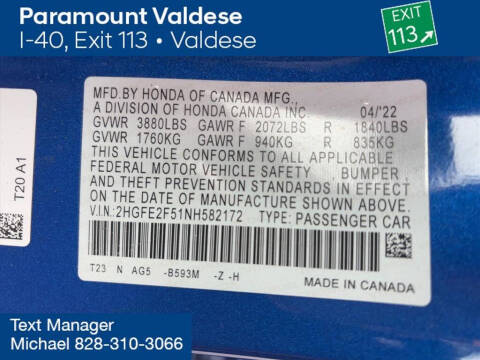 Paramount Valdese
I-40, Exit 113 • Valdese
EXIT
113
MFD.BY HONDA OF CANADA MFG.,
A DIVISION OF HONDA CANADA INC. 04/'22
GVWR 3880LBS GAWR F 2072LBS R 1840LBS
GVWR 1760KG GAWR F 940KG R 835KG
THIS VEHICLE CONFORMS TO ALL APPLICABLE
FEDERAL MOTOR VEHICLE SAFETY BUMPER
AND THEFT PREVENTION STANDARDS IN EFFECT
ON THE DATE OF MANUFACTURE SHOWN ABOVE.
V.I.N.:2HGFE2F51NH582172 TYPE: PASSENGER CAR
T23 N AG5 -B593M -Z -H
MADE IN CANADA
T20 A1
Text Manager
Michael 828-310-3066